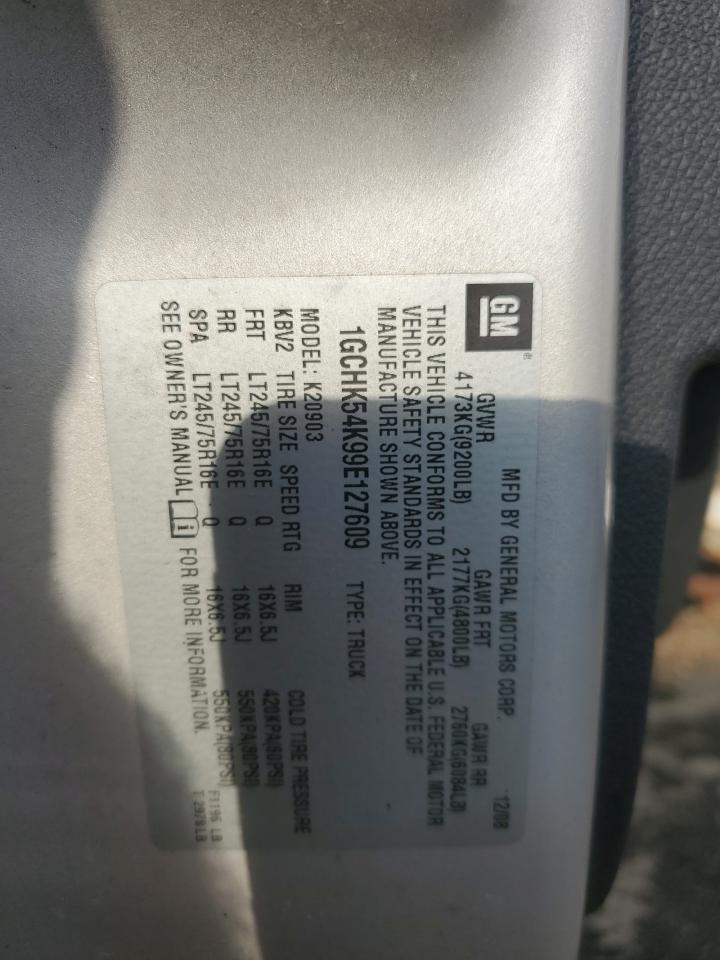 GM ®
MFD BY GENERAL MOTORS CORP. 12/08
GVWR GAWR FRT GAWR RR
4173KG(9200LB) 2177KG(4800LB) 2760KG(6084LB)
THIS VEHICLE CONFORMS TO ALL APPLICABLE U.S. FEDERAL MOTOR
VEHICLE SAFETY STANDARDS IN EFFECT ON THE DATE OF
MANUFACTURE SHOWN ABOVE.
1GCHK54K99E127609 TYPE: TRUCK
MODEL: K20903
KBV2 TIRE SIZE SPEED RTG RIM COLD TIRE PRESSURE
FRT LT245/75R16E Q 16X6.5J 420KPA(60PSI)
RR LT245/75R16E Q 16X6.5J 550KPA(80PSI)
SPA LT245/75R16E Q 16X6.5J 550KPA(80PSI)
SEE OWNER'S MANUAL i FOR MORE INFORMATION.
F1196 LB
T 2978 LB